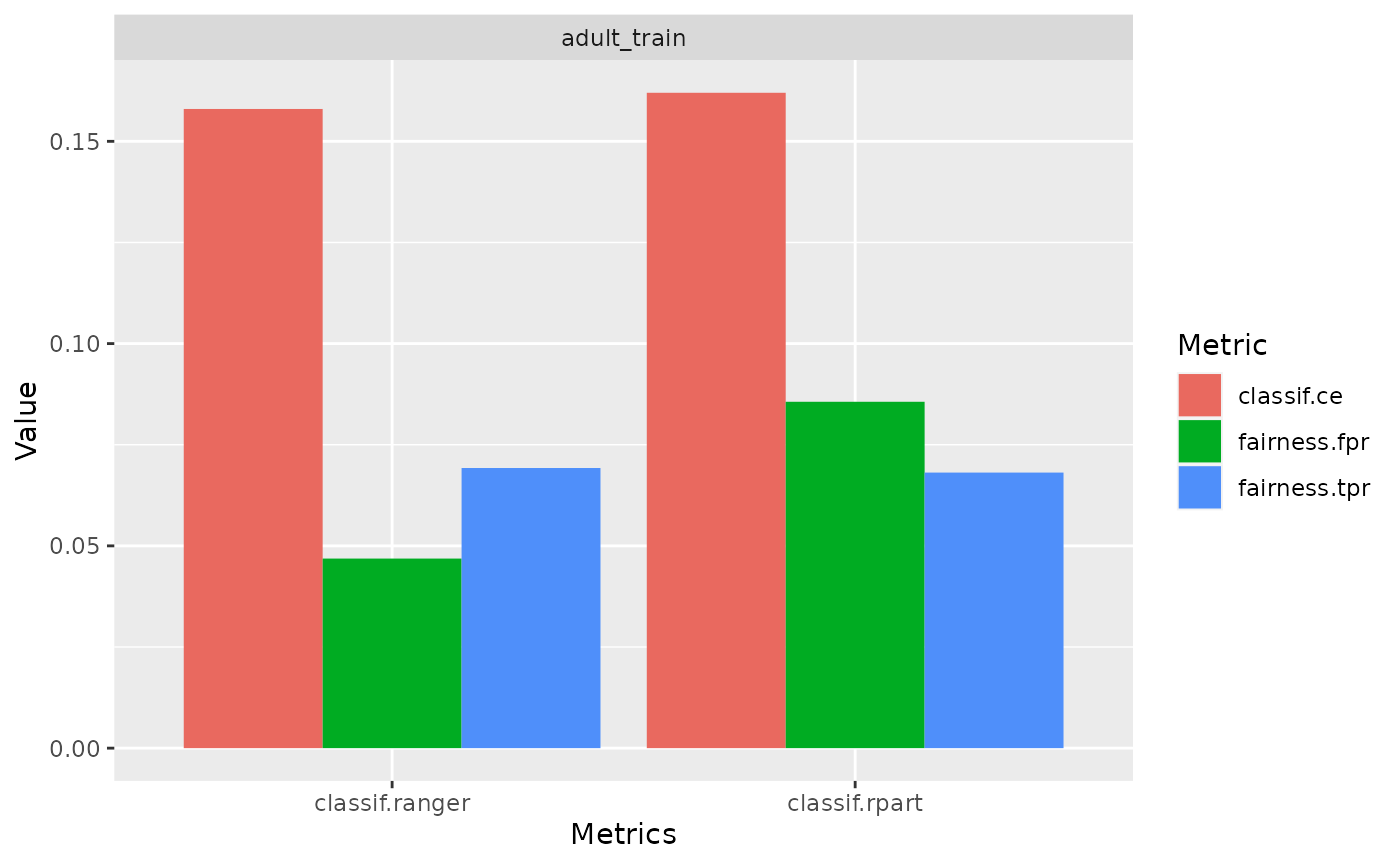 adult_train
0.15
0.10
0.05
0.00
Value
classif.ranger
classif.rpart
Metrics
Metric
classif.ce
fairness.fpr
fairness.tpr